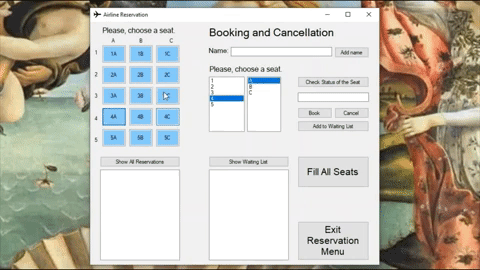 Airline Reservation
Please, choose a seat.
A B C
1 1A 1B 1C
2 2A 2B 2C
3 3A 3B 3C
4 4A 4B 4C
5 5A 5B 5C
Show All Reservations
Booking and Cancellation
Name:
Add name
Please, choose a seat.
1
2
3
4
5
A
B
C
Check Status of the Seat
Book
Cancel
Add to Waiting List
Show Waiting List
Fill All Seats
Exit
Reservation
Menu